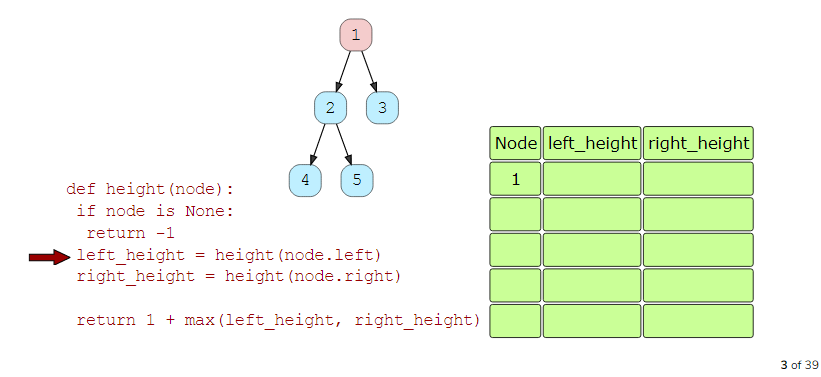 1
2
3
4
5
def height(node):
if node is None:
return -1
left_height = height(node.left)
right_height = height(node.right)
return 1 + max(left_height, right_height)
Node left_height right_height
1
3 of 39